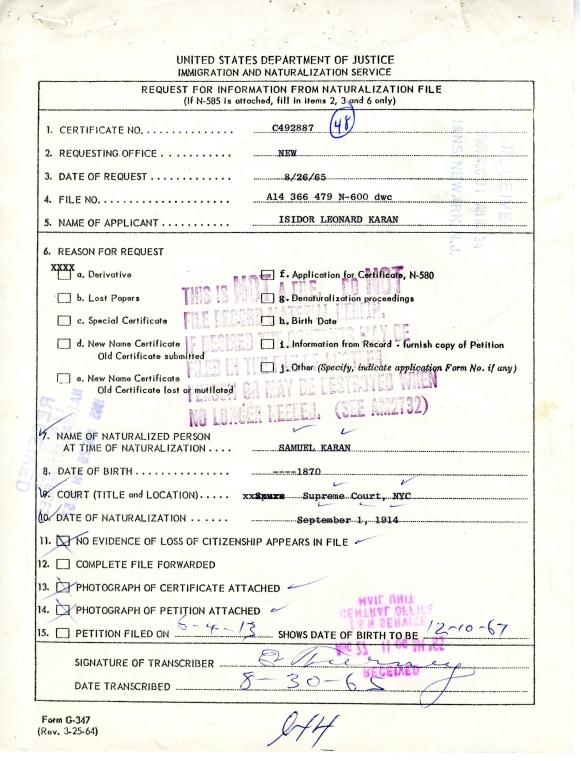 UNITED STATES DEPARTMENT OF JUSTICE
IMMIGRATION AND NATURALIZATION SERVICE
REQUEST FOR INFORMATION FROM NATURALIZATION FILE
(If N-585 is attached, fill in items 2, 3 and 6 only)
1. CERTIFICATE NO. C492887 48
2. REQUESTING OFFICE NEW
3. DATE OF REQUEST 8/26/65
4. FILE NO. A14 366 479 N-600 dwc
5. NAME OF APPLICANT ISIDOR LEONARD KARAN
RECEIVED
I&NS NEWARK N.J.
6. REASON FOR REQUEST
XXXX
a. Derivative
b. Lost Papers
c. Special Certificate
d. New Name Certificate
Old Certificate submitted
e. New Name Certificate
Old Certificate lost or mutilated
f. Application for Certificate, N-580
g. Denaturalization proceedings
h. Birth Date
i. Information from Record - furnish copy of Petition
j. Other (Specify, indicate application Form No. if any)
THIS IS NOT A FILE. DO NOT
FILE RECORD MATERIAL HEREIN.
IF DESIRED THE CONTENTS MAY BE
FILED IN THE
PERSON OR MAY BE DESTROYED WHEN
NO LONGER NEEDED. (SEE AM2732)
RECEIVED
7. NAME OF NATURALIZED PERSON
AT TIME OF NATURALIZATION .... SAMUEL KARAN
8. DATE OF BIRTH ----1870
9. COURT (TITLE and LOCATION)..... Supreme Court, NYC
10. DATE OF NATURALIZATION September 1, 1914
11. NO EVIDENCE OF LOSS OF CITIZENSHIP APPEARS IN FILE
12. COMPLETE FILE FORWARDED
13. PHOTOGRAPH OF CERTIFICATE ATTACHED
14. PHOTOGRAPH OF PETITION ATTACHED
15. PETITION FILED ON 6-4-13 SHOWS DATE OF BIRTH TO BE 12-10-67
MAIL UNIT
CENTRAL OFFICE
I & N SERVICE
RECEIVED
SIGNATURE OF TRANSCRIBER
DATE TRANSCRIBED 8-30-65
Form G-347
(Rev. 3-25-64)